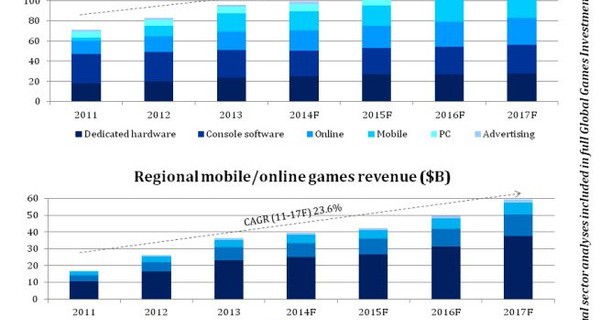 100
80
60
40
20
0
2011 2012 2013 2014F 2015F 2016F 2017F
Dedicated hardware Console software Online Mobile PC Advertising
Regional mobile/online games revenue ($B)
60
50
40
30
20
10
0
CAGR (11-17F) 23.6%
2011 2012 2013 2014F 2015F 2016F 2017F
sector analyses included in full Global Games